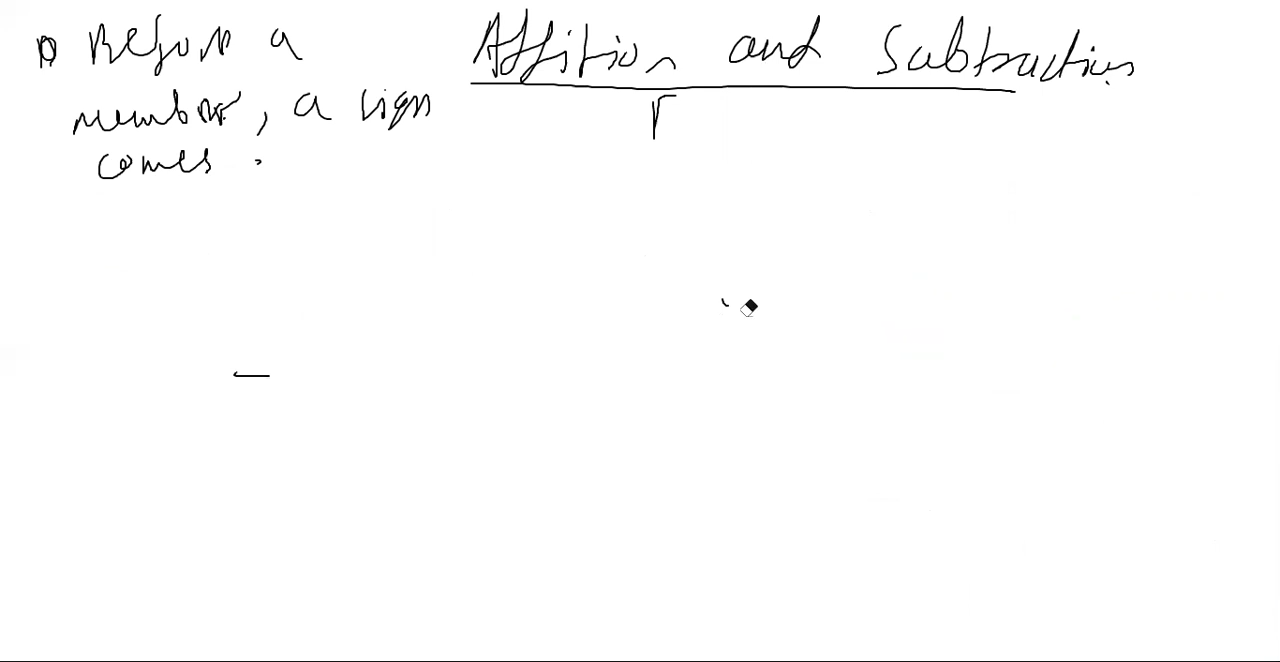 Addition and Subtraction
Before a
number, a sign
comes.